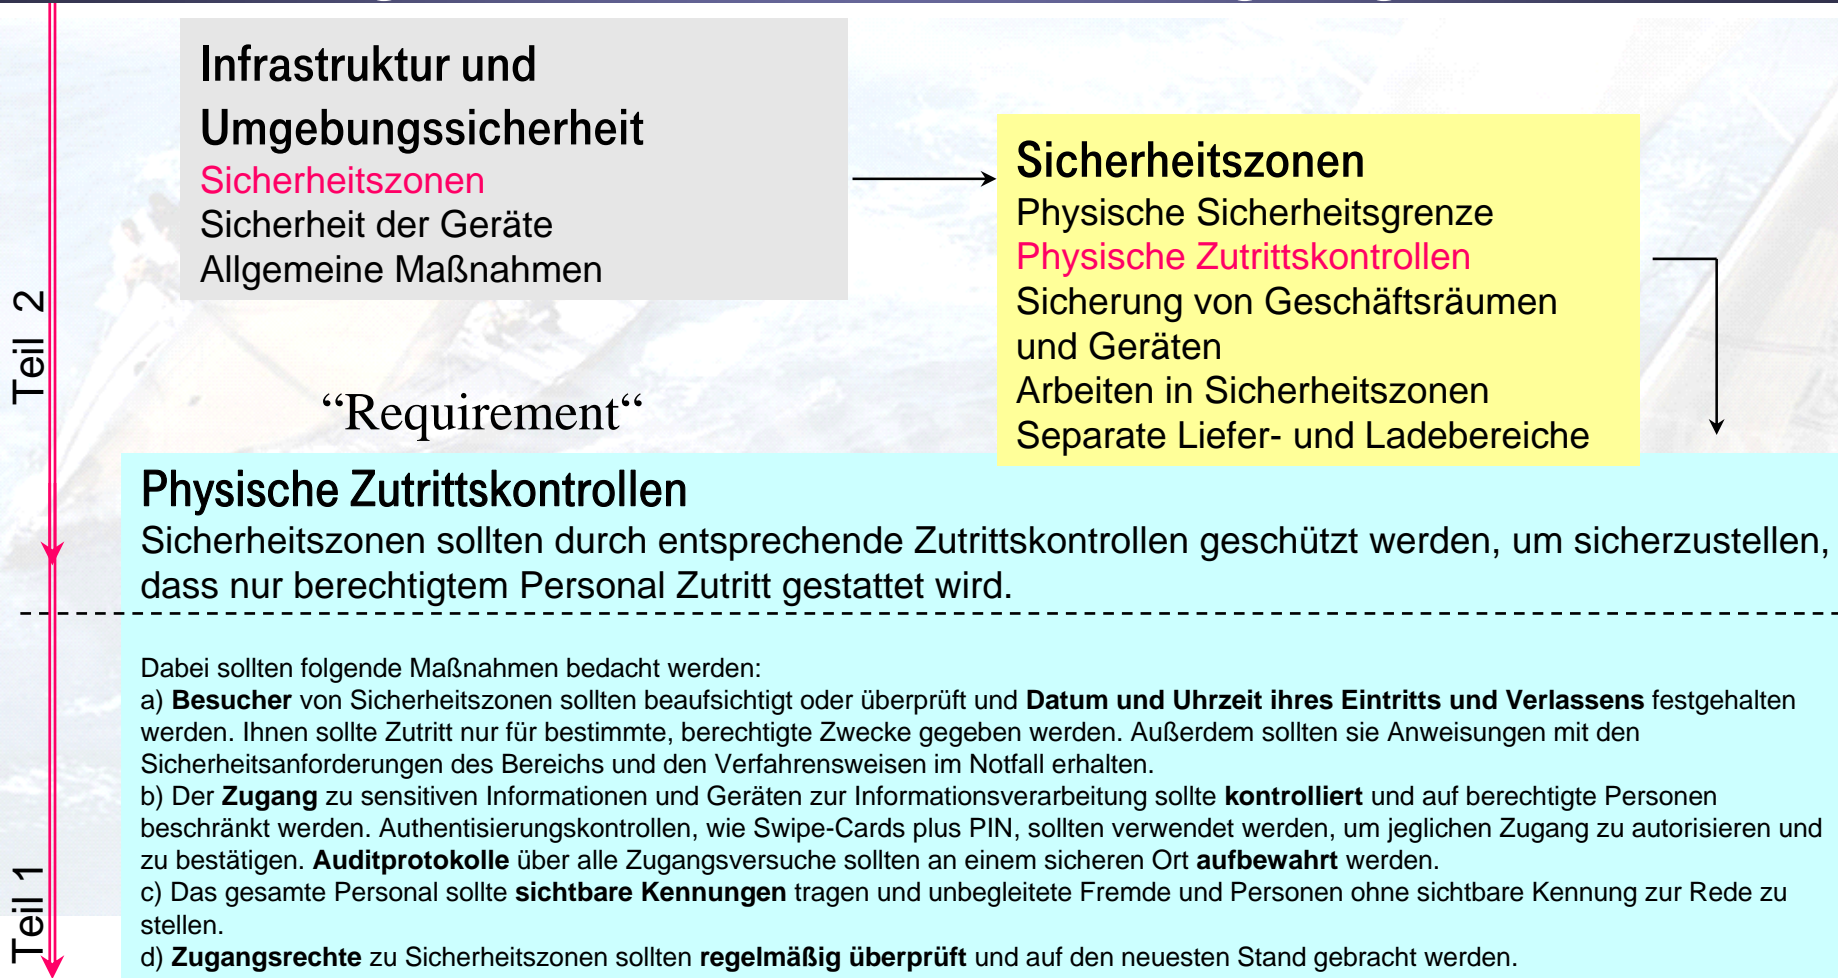 Infrastruktur und
Umgebungssicherheit
Sicherheitszonen
Sicherheit der Geräte
Allgemeine Maßnahmen
Sicherheitszonen
Physische Sicherheitsgrenze
Physische Zutrittskontrollen
Sicherung von Geschäftsräumen
und Geräten
Arbeiten in Sicherheitszonen
Separate Liefer- und Ladebereiche
Teil 2
“Requirement“
Physische Zutrittskontrollen
Sicherheitszonen sollten durch entsprechende Zutrittskontrollen geschützt werden, um sicherzustellen,
dass nur berechtigtem Personal Zutritt gestattet wird.
Dabei sollten folgende Maßnahmen bedacht werden:
a) Besucher von Sicherheitszonen sollten beaufsichtigt oder überprüft und Datum und Uhrzeit ihres Eintritts und Verlassens festgehalten
werden. Ihnen sollte Zutritt nur für bestimmte, berechtigte Zwecke gegeben werden. Außerdem sollten sie Anweisungen mit den
Sicherheitsanforderungen des Bereichs und den Verfahrensweisen im Notfall erhalten.
b) Der Zugang zu sensitiven Informationen und Geräten zur Informationsverarbeitung sollte kontrolliert und auf berechtigte Personen
beschränkt werden. Authentisierungskontrollen, wie Swipe-Cards plus PIN, sollten verwendet werden, um jeglichen Zugang zu autorisieren und
zu bestätigen. Auditprotokolle über alle Zugangsversuche sollten an einem sicheren Ort aufbewahrt werden.
c) Das gesamte Personal sollte sichtbare Kennungen tragen und unbegleitete Fremde und Personen ohne sichtbare Kennung zur Rede zu
stellen.
d) Zugangsrechte zu Sicherheitszonen sollten regelmäßig überprüft und auf den neuesten Stand gebracht werden.
Teil 1